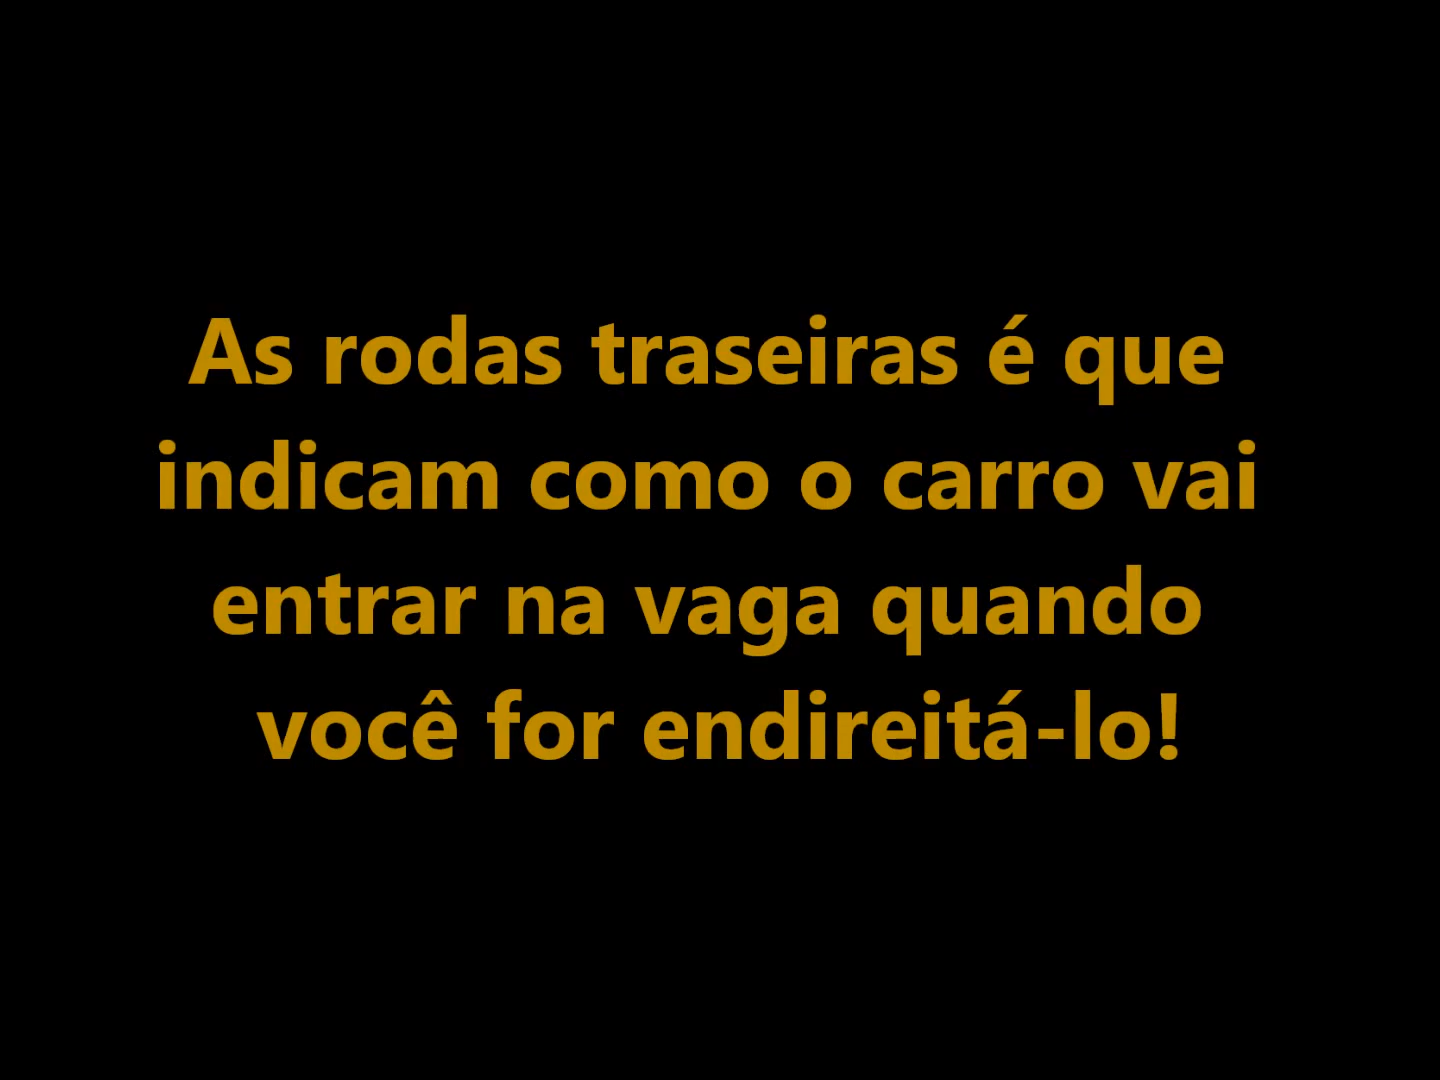 As rodas traseiras é que
indicam como o carro vai
entrar na vaga quando
você for endireitá-lo!